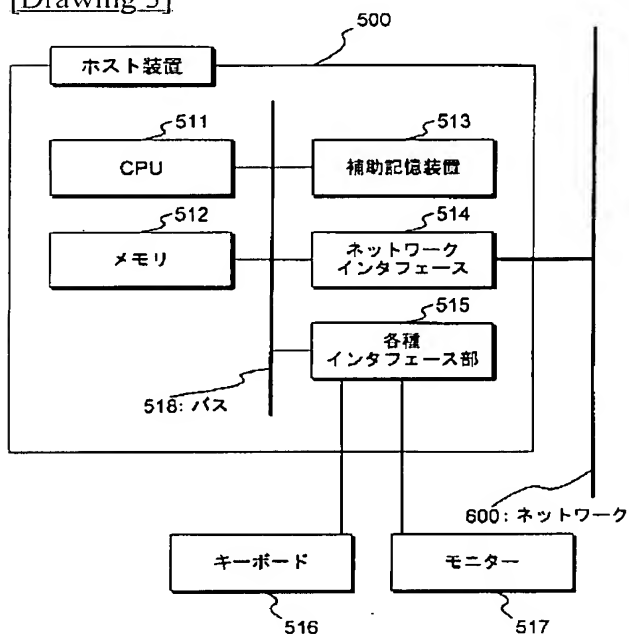 [Drawing 3]
500
ホスト装置
511
CPU
513
補助記憶装置
512
メモリ
514
ネットワーク
インタフェース
515
各種
インタフェース部
518: バス
600: ネットワーク
キーボード
516
モニター
517